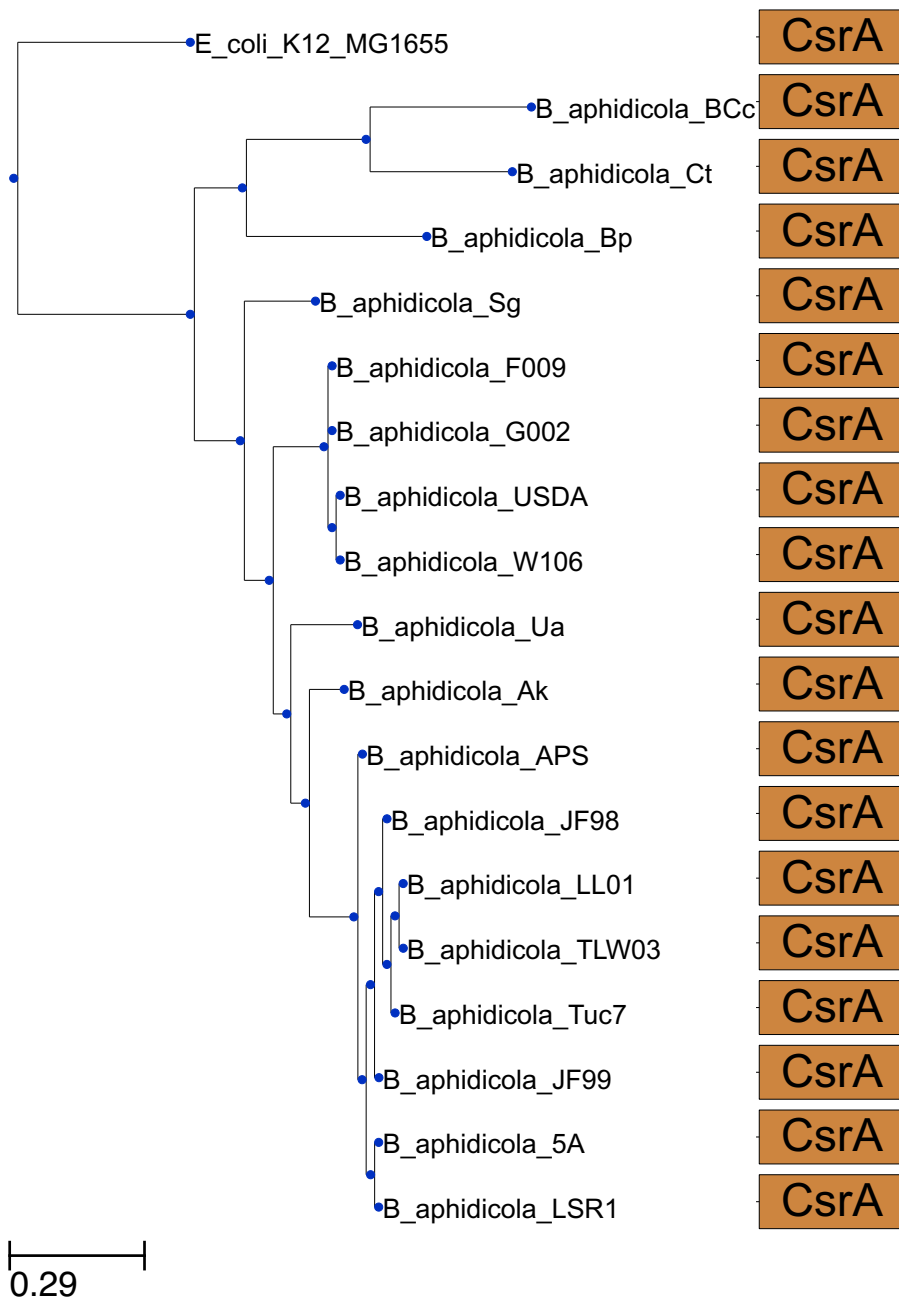 E_coli_K12_MG1655 CsrA
B_aphidicola_BCc CsrA
B_aphidicola_Ct CsrA
B_aphidicola_Bp CsrA
B_aphidicola_Sg CsrA
B_aphidicola_F009 CsrA
B_aphidicola_G002 CsrA
B_aphidicola_USDA CsrA
B_aphidicola_W106 CsrA
B_aphidicola_Ua CsrA
B_aphidicola_Ak CsrA
B_aphidicola_APS CsrA
B_aphidicola_JF98 CsrA
B_aphidicola_LL01 CsrA
B_aphidicola_TLW03 CsrA
B_aphidicola_Tuc7 CsrA
B_aphidicola_JF99 CsrA
B_aphidicola_5A CsrA
B_aphidicola_LSR1 CsrA
0.29